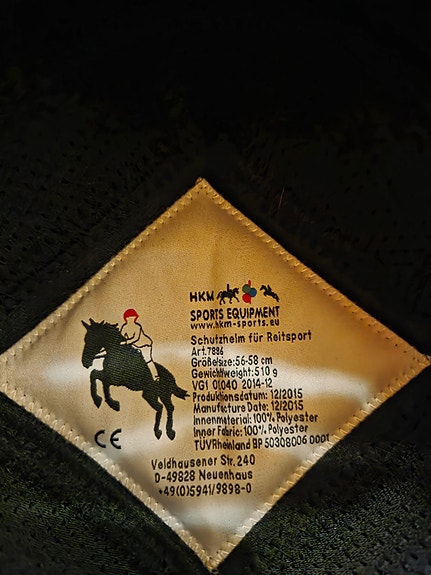 HKM
SPORTS EQUIPMENT
www.hkm-sports.eu
Schutzhelm für Reitsport
Art.7886
Größe/size:56-58 cm
Gewicht/weight:510 g
VG1 01.040 2014-12
Produktionsdatum: 12/2015
Manufacture Date: 12/2015
Innenmaterial: 100% Polyester
Inner Fabric: 100% Polyester
TÜVRheinland BP 50308006 0001
CE
Veldhausener Str. 240
D-49828 Neuenhaus
+49(0)5941/9898-0